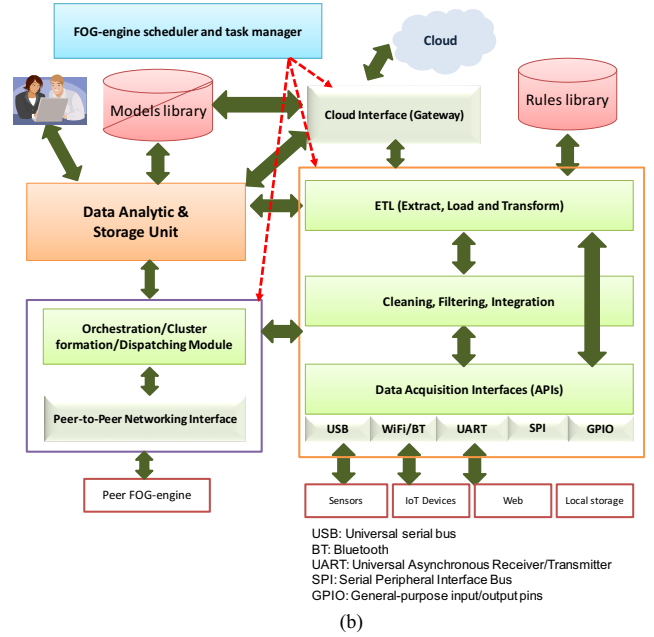 FOG-engine scheduler and task manager
Cloud
Models library
Cloud Interface (Gateway)
Rules library
Data Analytic &
Storage Unit
ETL (Extract, Load and Transform)
Cleaning, Filtering, Integration
Orchestration/Cluster
formation/Dispatching Module
Data Acquisition Interfaces (APIs)
Peer-to-Peer Networking Interface
USB
WiFi/BT
UART
SPI
GPIO
Peer FOG-engine
Sensors
IoT Devices
Web
Local storage
USB: Universal serial bus
BT: Bluetooth
UART: Universal Asynchronous Receiver/Transmitter
SPI: Serial Peripheral Interface Bus
GPIO: General-purpose input/output pins
(b)